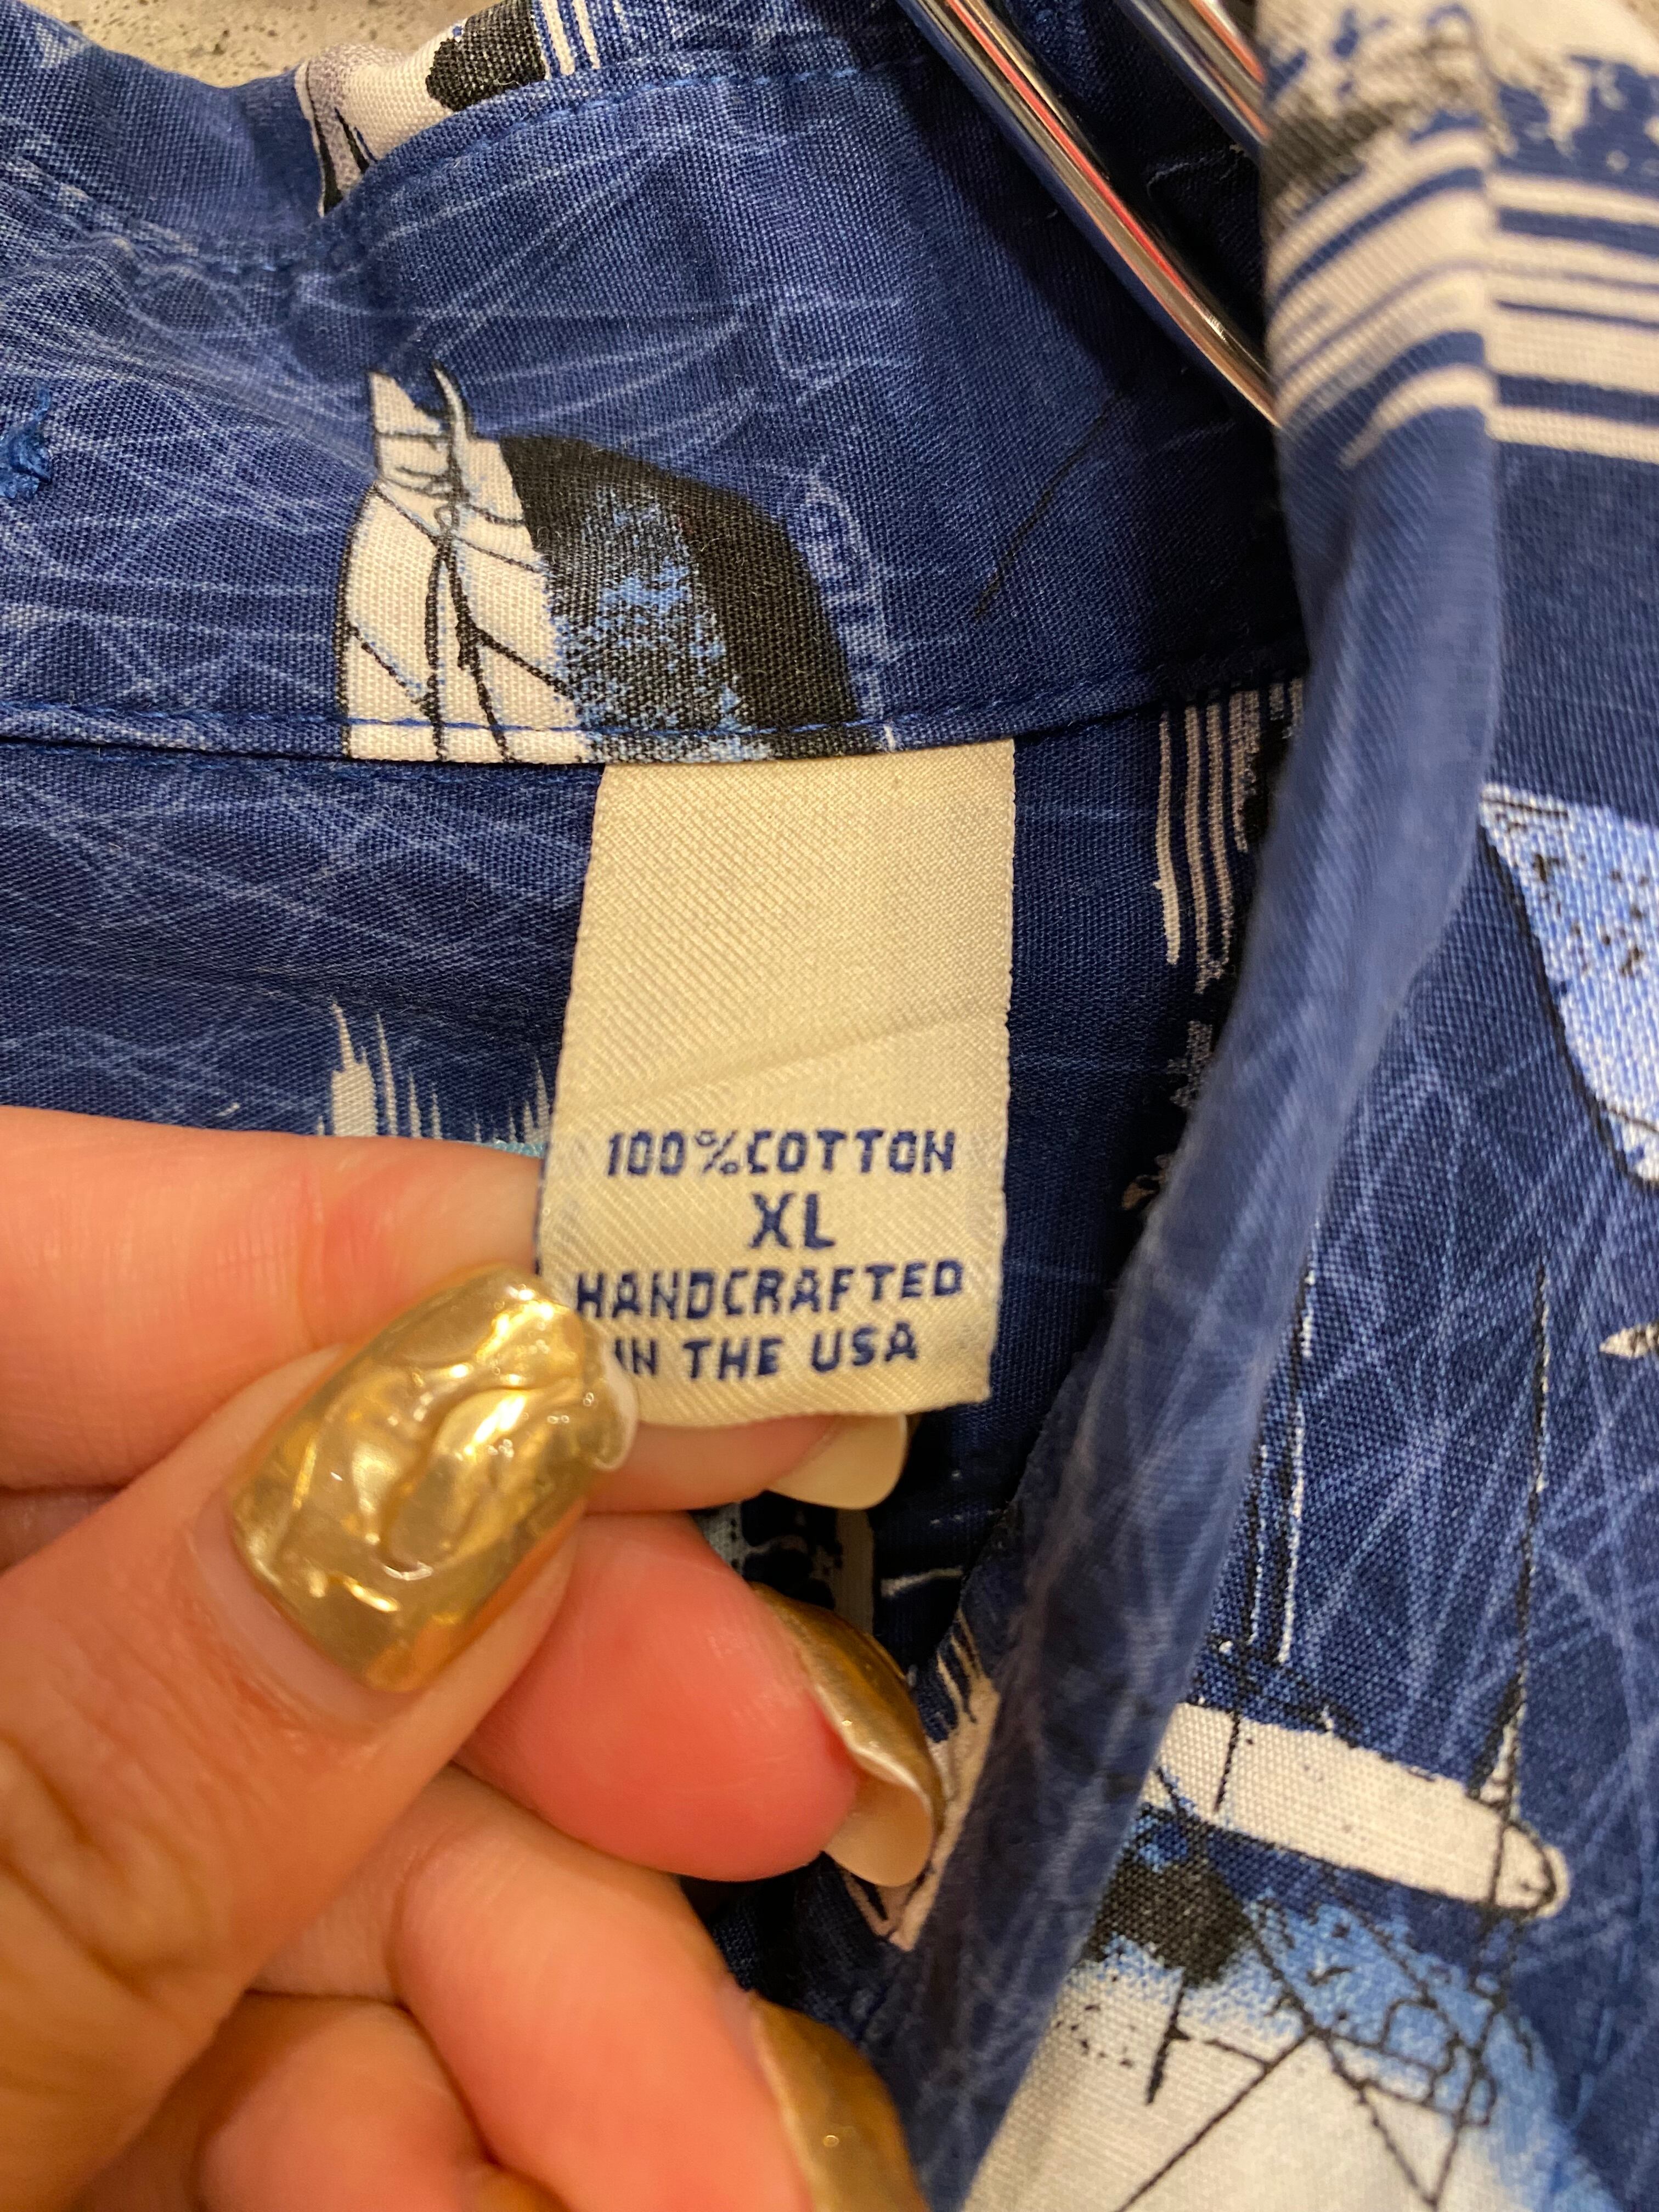 100%COTTON
XL
HANDCRAFTED
IN THE USA